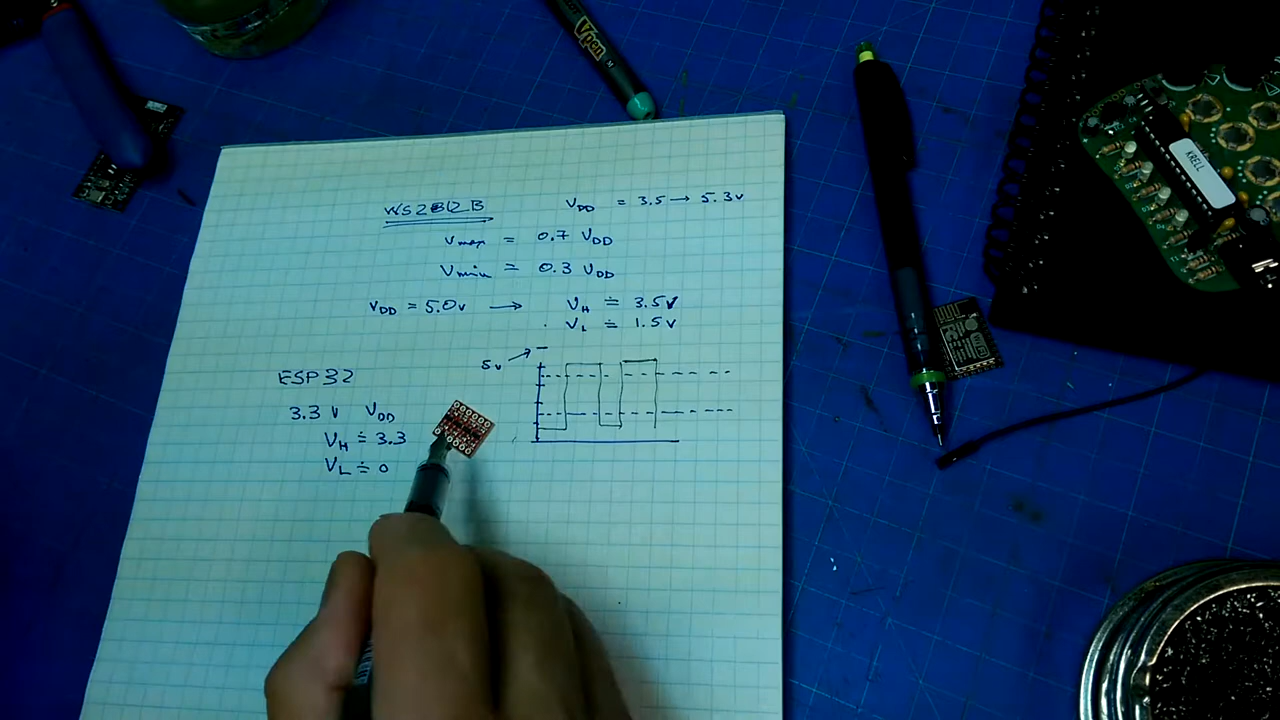 Vpen M
KRELL
WS2812B
VDD = 3.5 → 5.3v
Vmax = 0.7 VDD
Vmin = 0.3 VDD
VDD = 5.0v → VH ≐ 3.5V
VL ≐ 1.5V
WiFi
5v
ESP32
3.3 V VDD
VH ≐ 3.3
VL ≐ 0